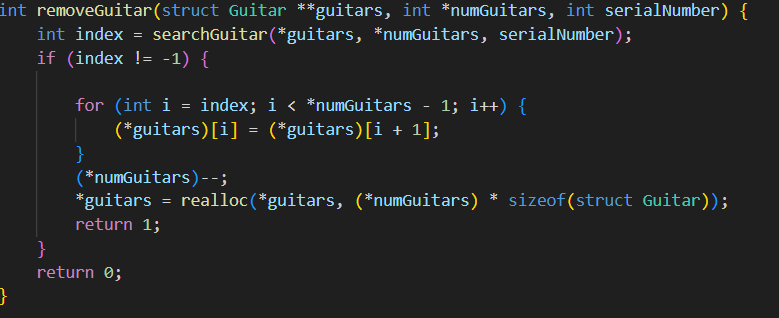 int removeGuitar(struct Guitar **guitars, int *numGuitars, int serialNumber) {
    int index = searchGuitar(*guitars, *numGuitars, serialNumber);
    if (index != -1) {

        for (int i = index; i < *numGuitars - 1; i++) {
            (*guitars)[i] = (*guitars)[i + 1];
        }
        (*numGuitars)--;
        *guitars = realloc(*guitars, (*numGuitars) * sizeof(struct Guitar));
        return 1;
    }
    return 0;
}